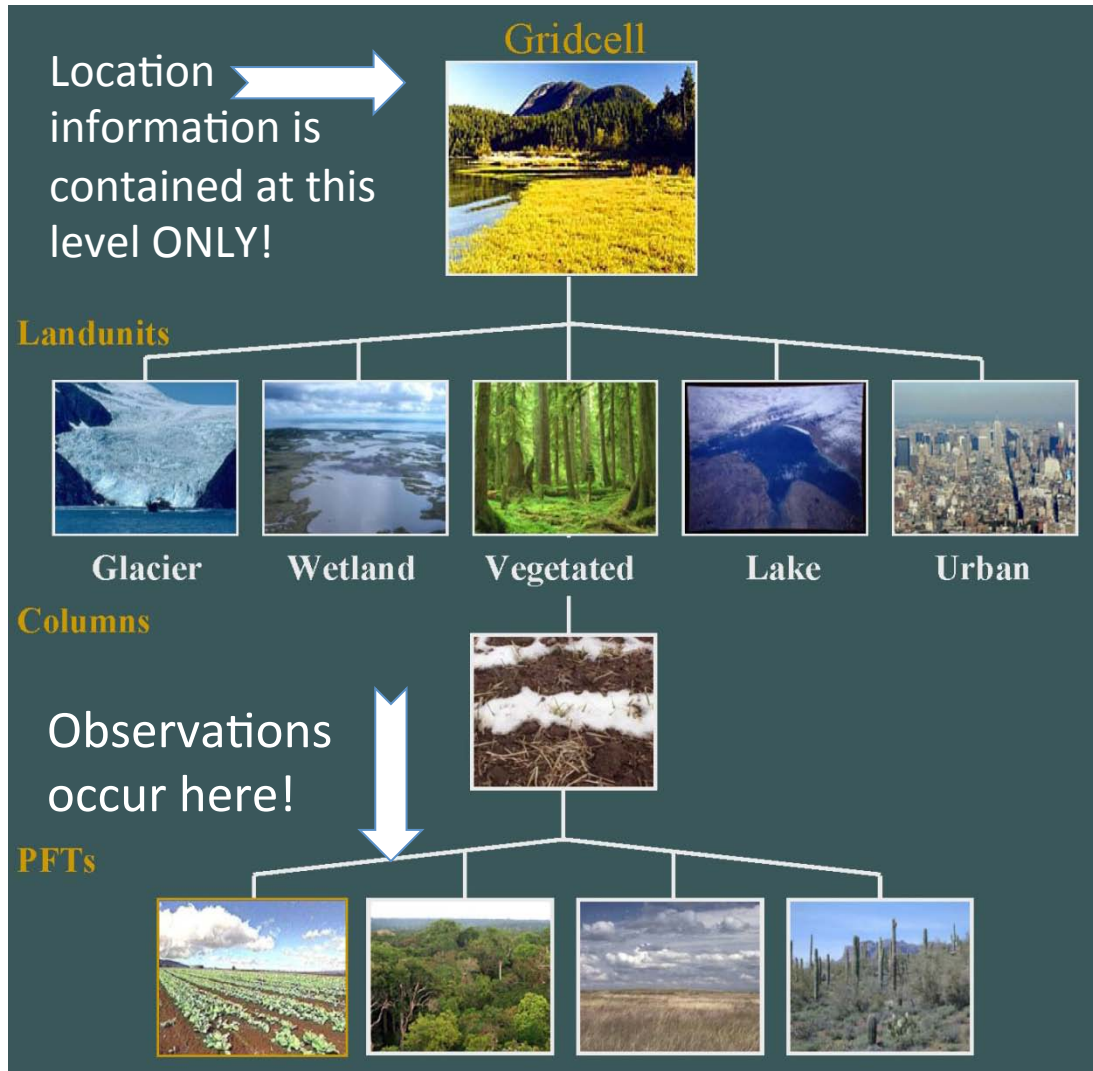 Gridcell
Location
information is
contained at this
level ONLY!
Landunits
Glacier
Wetland
Vegetated
Lake
Urban
Columns
Observations
occur here!
PFTs